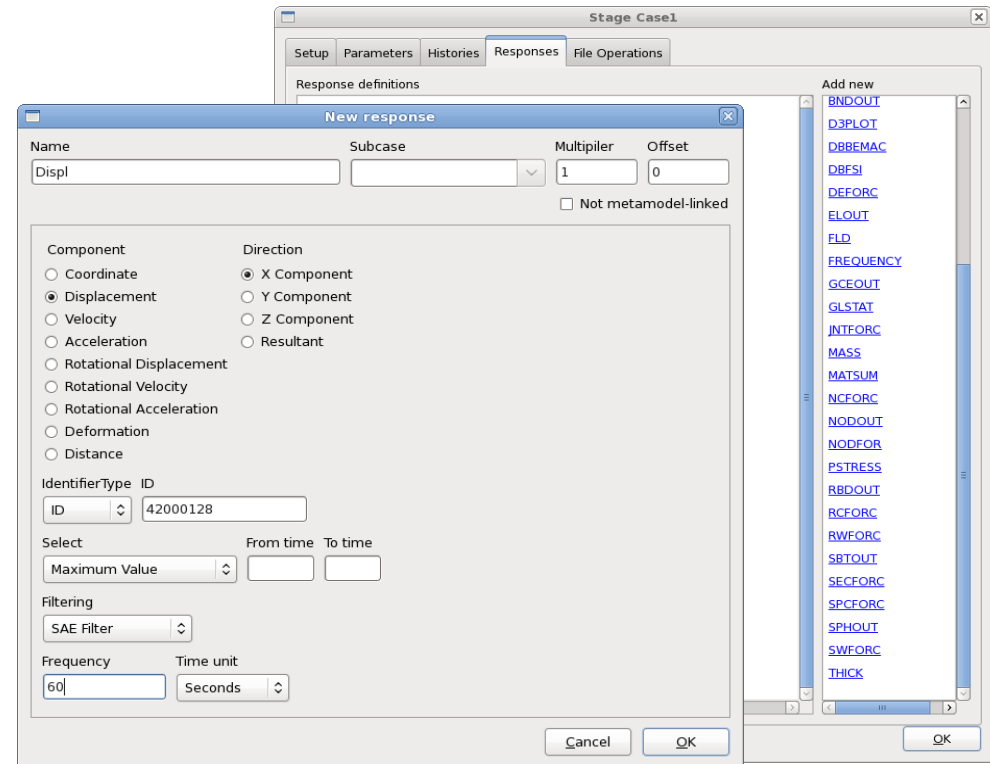 Stage Case1
Setup Parameters Histories Responses File Operations
Response definitions
Add new
BNDOUT
D3PLOT
DBBEMAC
DBFSI
DEFORC
ELOUT
FLD
FREQUENCY
GCEOUT
GLSTAT
JNTFORC
MASS
MATSUM
NCFORC
NODOUT
NODFOR
PSTRESS
RBDOUT
RCFORC
RWFORC
SBTOUT
SECFORC
SPCFORC
SPHOUT
SWFORC
THICK
OK
New response
Name Subcase Multipiler Offset
Displ 1 0
Not metamodel-linked
Component Direction
Coordinate X Component
Displacement Y Component
Velocity Z Component
Acceleration Resultant
Rotational Displacement
Rotational Velocity
Rotational Acceleration
Deformation
Distance
IdentifierType ID
ID 42000128
Select From time To time
Maximum Value
Filtering
SAE Filter
Frequency Time unit
60 Seconds
Cancel OK